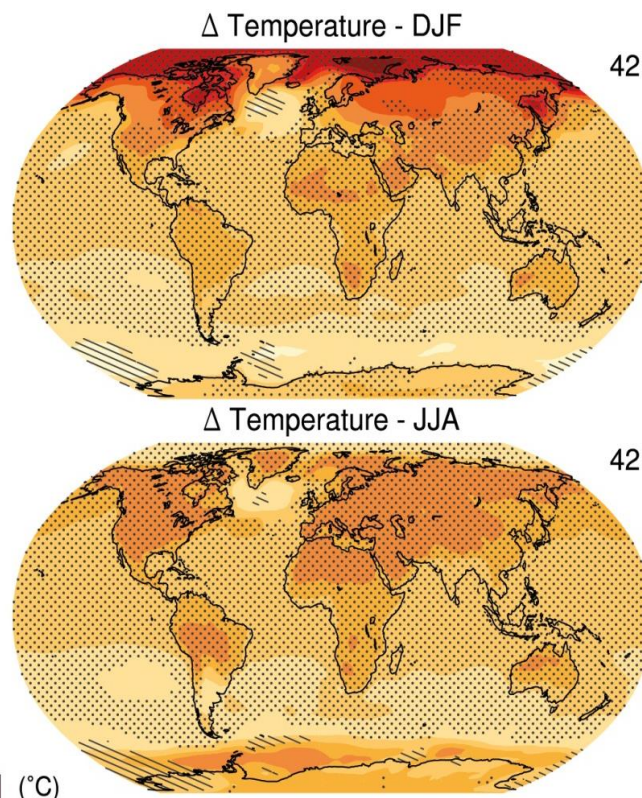 Δ Temperature - DJF
42
Δ Temperature - JJA
42
(°C)